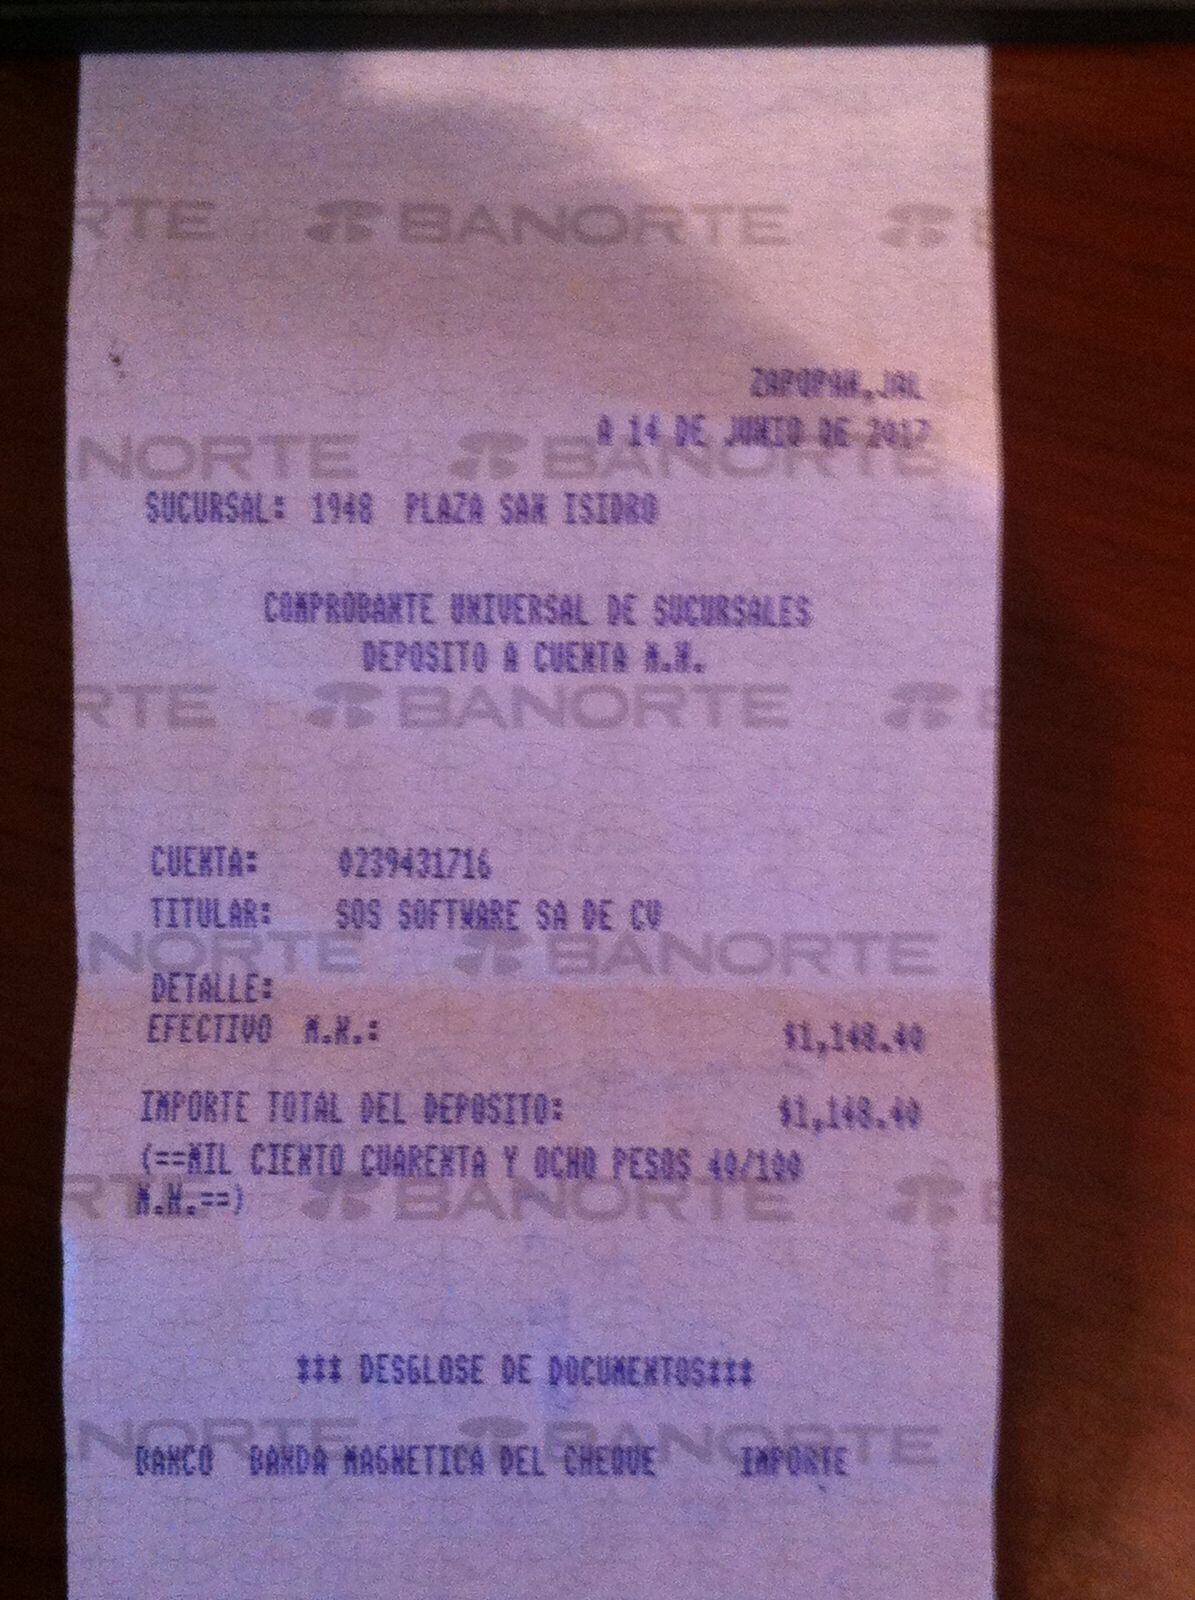 RTE BANORTE
ZAPOPAN,JAL
A 14 DE JUNIO DE 2017
NORTE BANORTE
SUCURSAL: 1948 PLAZA SAN ISIDRO
COMPROBANTE UNIVERSAL DE SUCURSALES
DEPOSITO A CUENTA M.N.
RTE BANORTE
CUENTA: 0239431716
TITULAR: SOS SOFTWARE SA DE CV
NORTE BANORTE
DETALLE:
EFECTIVO M.N.: $1,148.40
IMPORTE TOTAL DEL DEPOSITO: $1,148.40
(==MIL CIENTO CUARENTA Y OCHO PESOS 40/100
M.N.==)
RTE BANORTE
*** DESGLOSE DE DOCUMENTOS***
NORTE BANORTE
BANCO BANDA MAGNETICA DEL CHEQUE IMPORTE